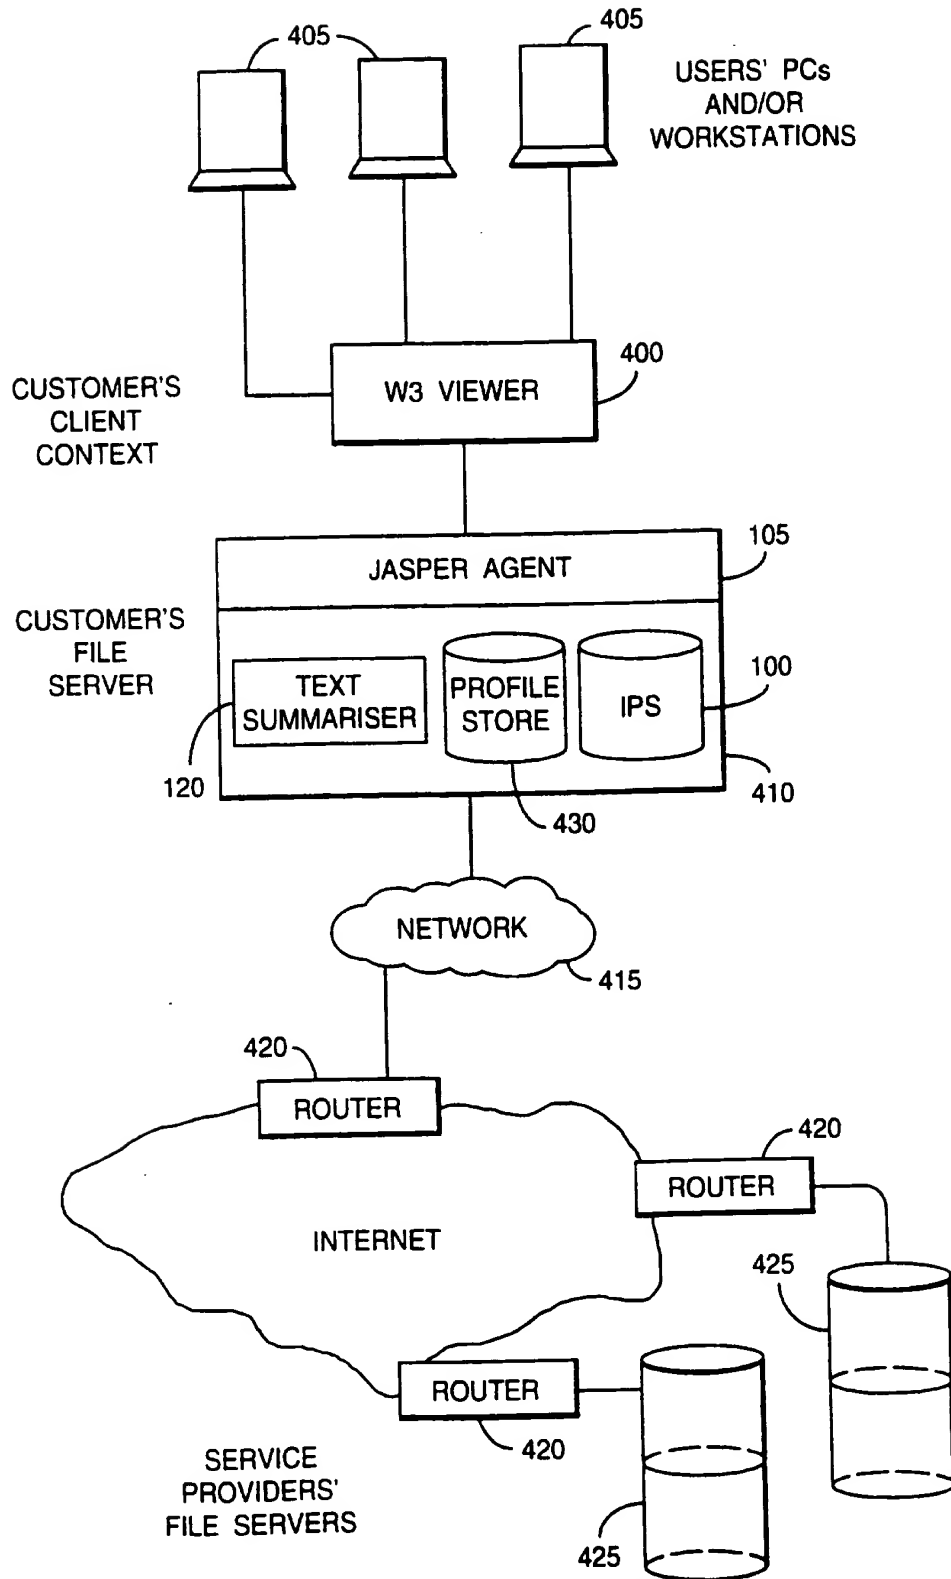 405
405
USERS' PCs
AND/OR
WORKSTATIONS
400
W3 VIEWER
CUSTOMER'S
CLIENT
CONTEXT
105
JASPER AGENT
CUSTOMER'S
FILE
SERVER
TEXT
SUMMARISER
PROFILE
STORE
IPS
100
120
430
410
NETWORK
415
420
ROUTER
420
ROUTER
INTERNET
425
ROUTER
420
SERVICE
PROVIDERS'
FILE SERVERS
425